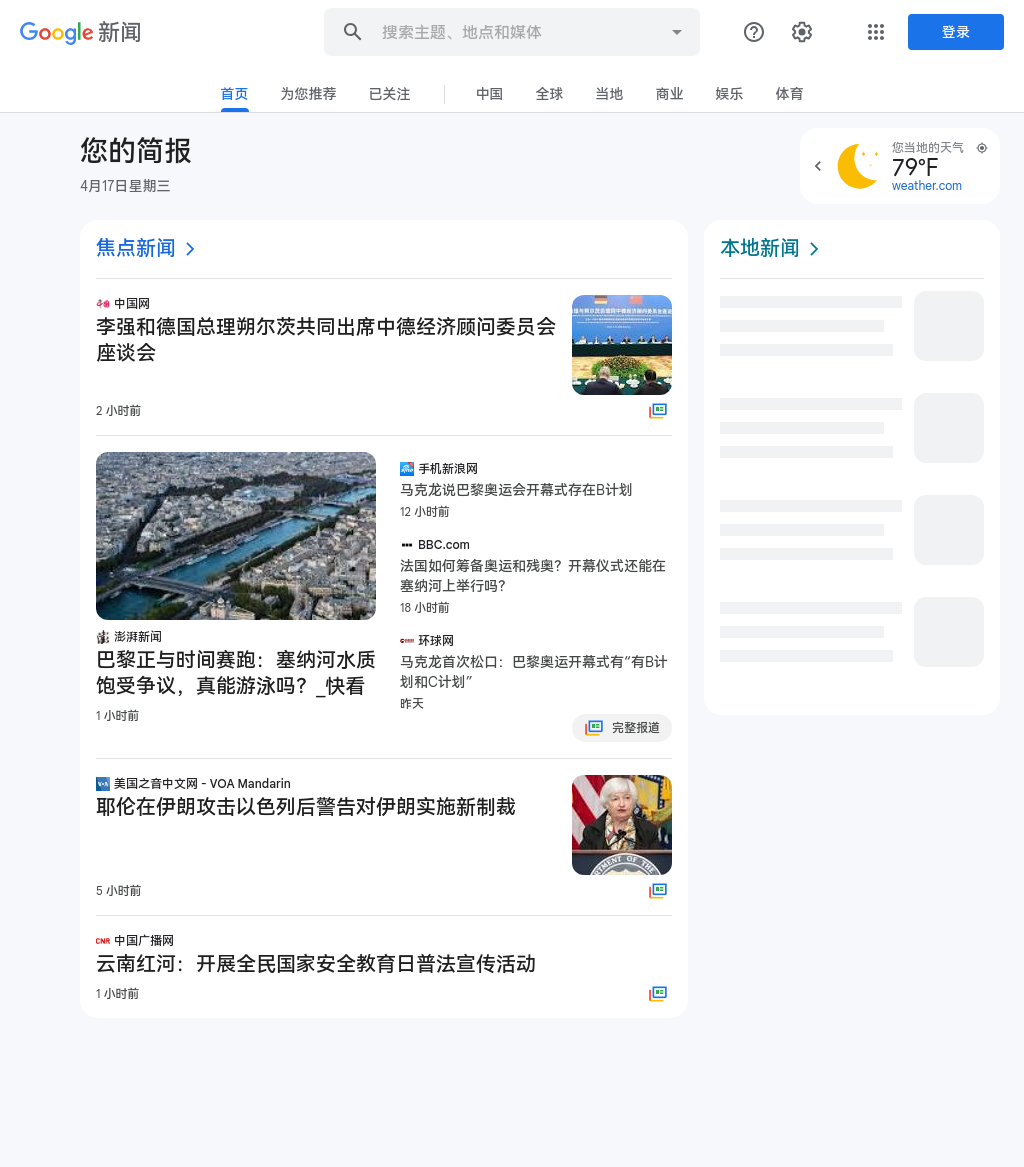 Google 新闻
搜索主题、地点和媒体
登录
首页 为您推荐 已关注 中国 全球 当地 商业 娱乐 体育
您的简报
4月17日星期三
您当地的天气
79°F
weather.com
焦点新闻
中国网
李强和德国总理朔尔茨共同出席中德经济顾问委员会
座谈会
2 小时前
澎湃新闻
巴黎正与时间赛跑：塞纳河水质
饱受争议，真能游泳吗？_快看
1 小时前
手机新浪网
马克龙说巴黎奥运会开幕式存在B计划
12 小时前
BBC.com
法国如何筹备奥运和残奥？开幕仪式还能在
塞纳河上举行吗？
18 小时前
环球网
马克龙首次松口：巴黎奥运开幕式有“有B计
划和C计划”
昨天
完整报道
VOA
美国之音中文网 - VOA Mandarin
耶伦在伊朗攻击以色列后警告对伊朗实施新制裁
5 小时前
CNR
中国广播网
云南红河：开展全民国家安全教育日普法宣传活动
1 小时前
本地新闻